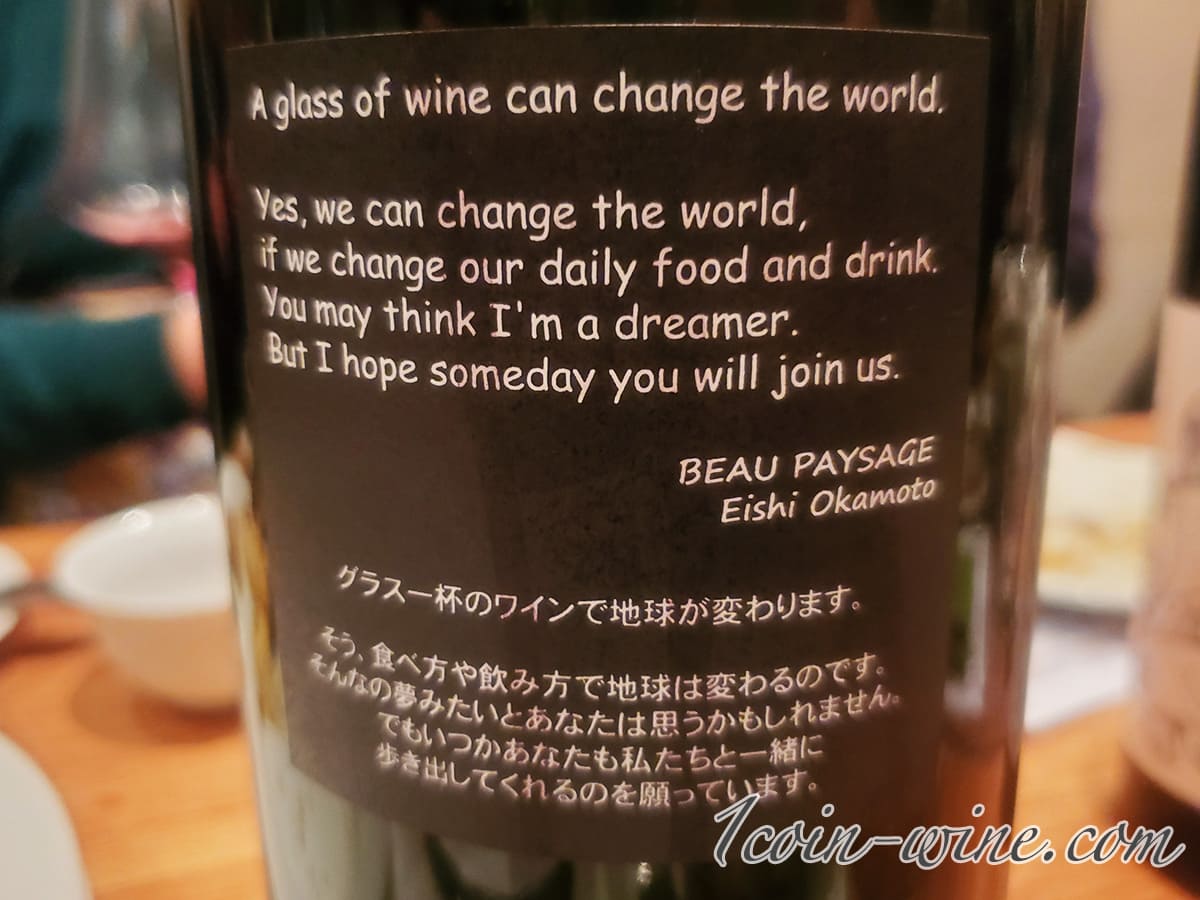 A glass of wine can change the world.
Yes, we can change the world,
if we change our daily food and drink.
You may think I'm a dreamer.
But I hope someday you will join us.
BEAU PAYSAGE
Eishi Okamoto
グラス一杯のワインで地球が変わります。
そう、食べ方や飲み方で地球は変わるのです。
そんなの夢みたいとあなたは思うかもしれません。
でもいつかあなたも私たちと一緒に
歩き出してくれるのを願っています。
1coin-wine.com